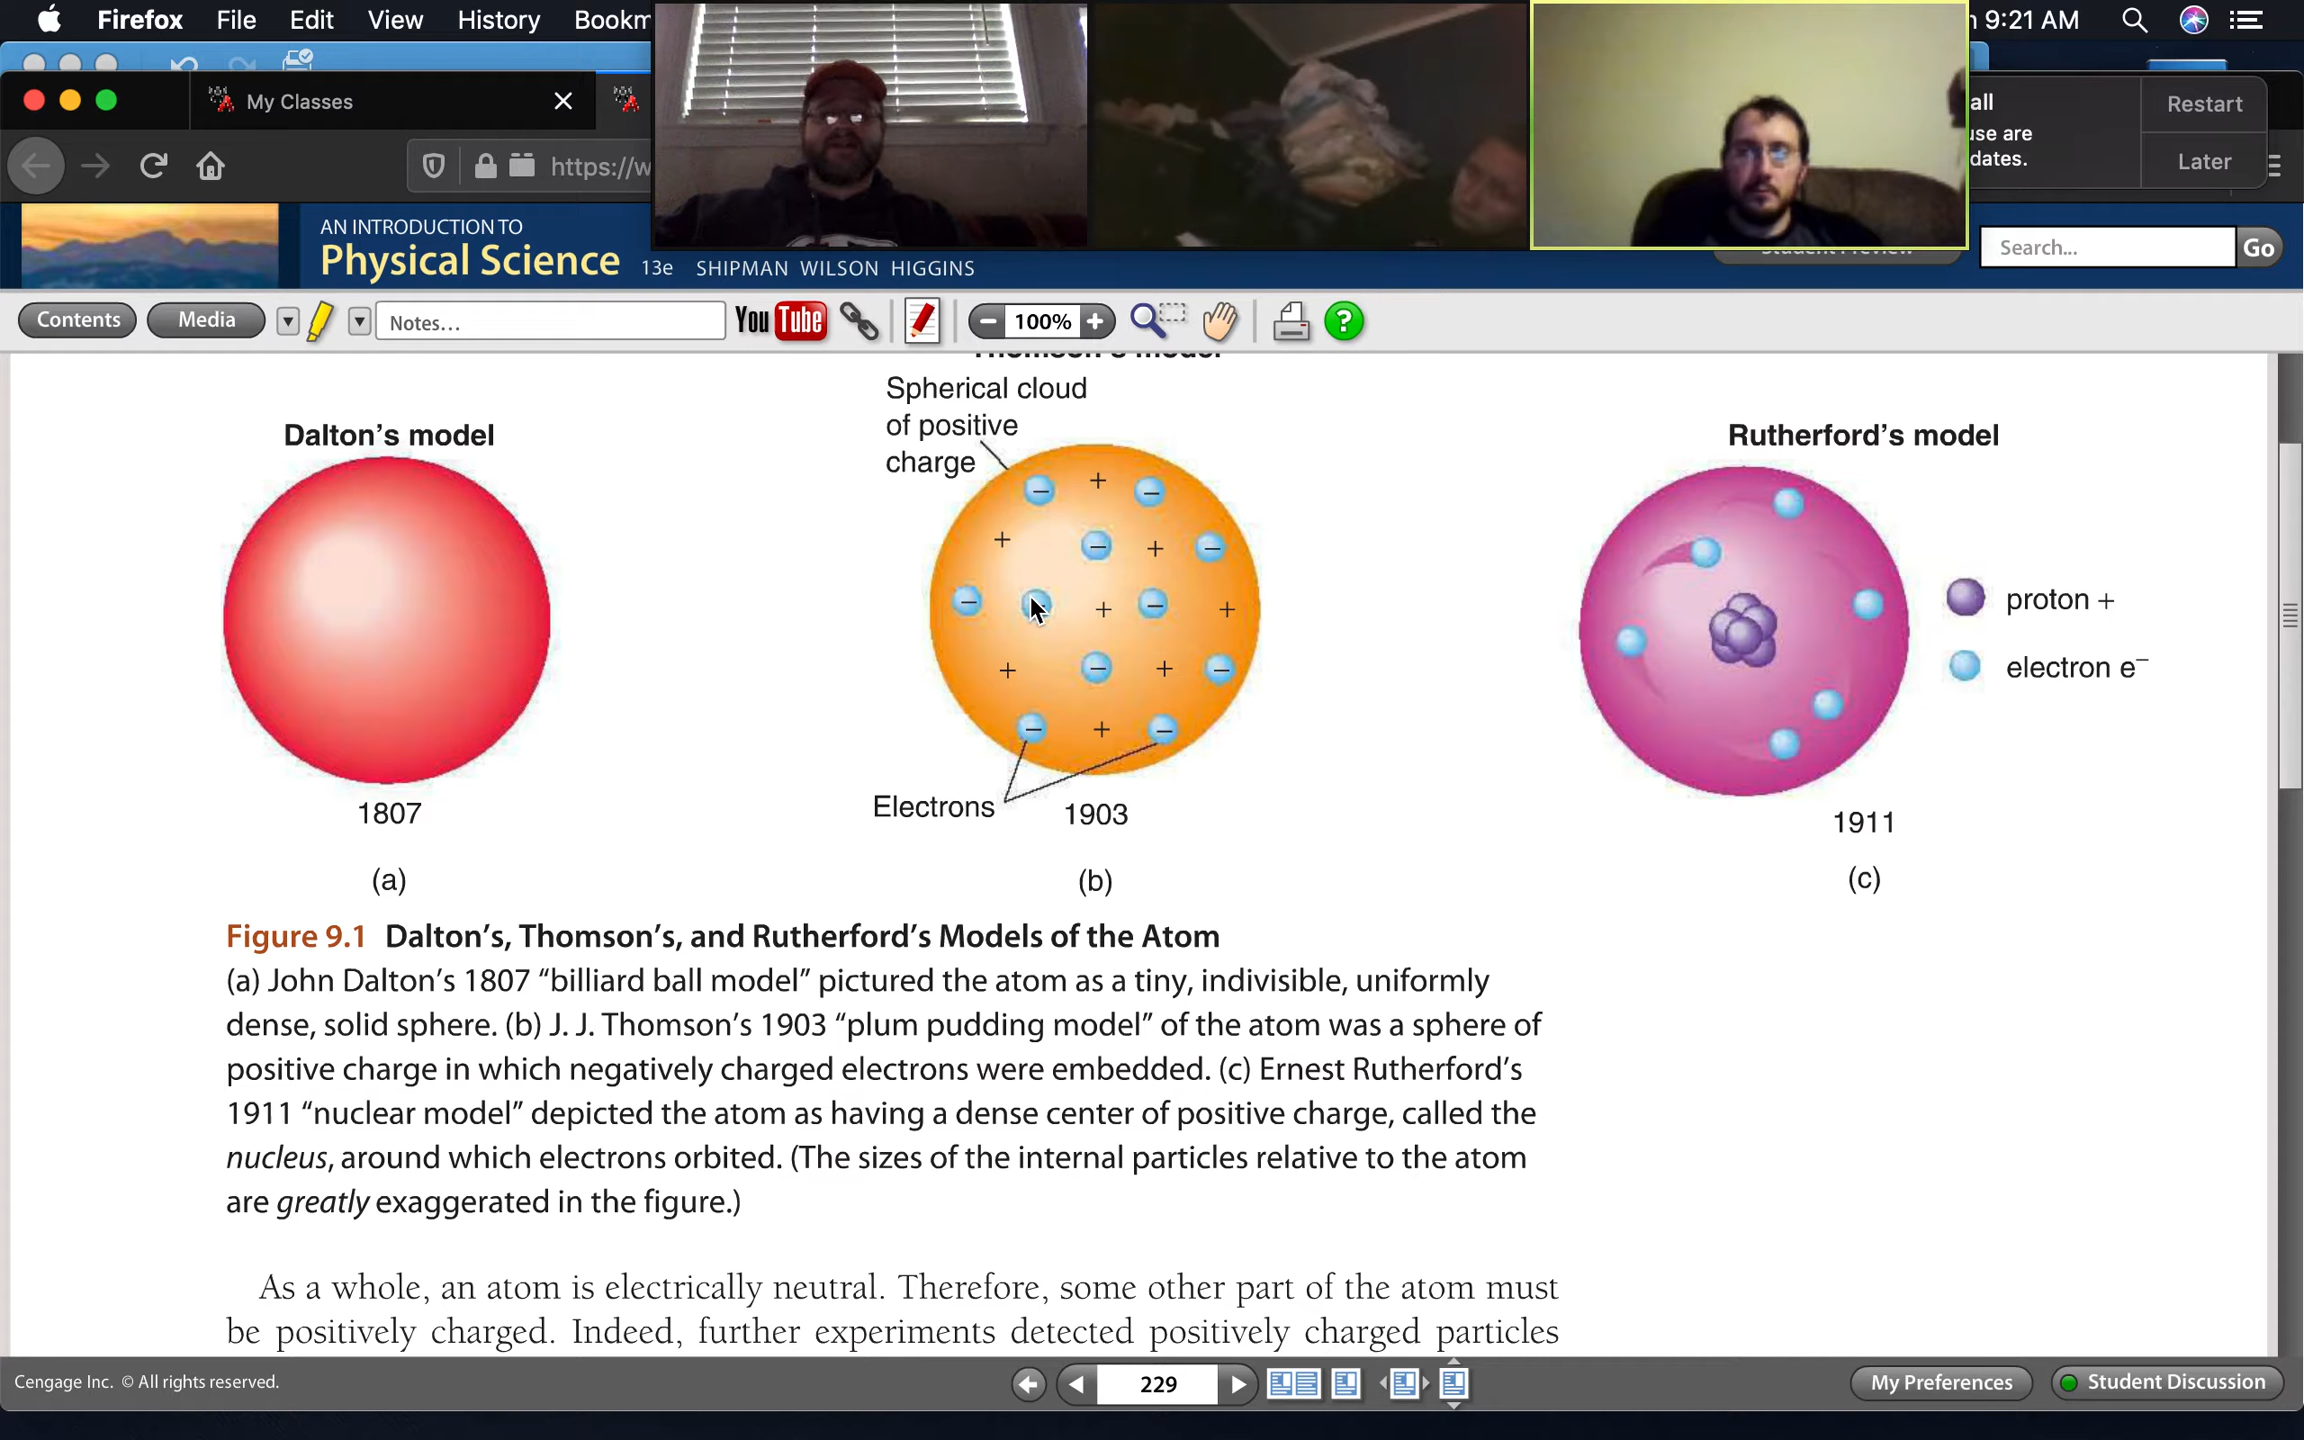 Firefox File Edit View History Bookm
9:21 AM
My Classes
all
Restart
use are
dates.
Later
https://w
AN INTRODUCTION TO
Physical Science 13e SHIPMAN WILSON HIGGINS
Search...
Go
Contents
Media
Notes...
YouTube
100%
?
Thomson's model
Spherical cloud
of positive
charge
Dalton's model
Rutherford's model
proton +
electron e−
Electrons
1807
1903
1911
(a)
(b)
(c)
Figure 9.1 Dalton's, Thomson's, and Rutherford's Models of the Atom
(a) John Dalton's 1807 “billiard ball model” pictured the atom as a tiny, indivisible, uniformly
dense, solid sphere. (b) J. J. Thomson's 1903 “plum pudding model” of the atom was a sphere of
positive charge in which negatively charged electrons were embedded. (c) Ernest Rutherford's
1911 “nuclear model” depicted the atom as having a dense center of positive charge, called the
nucleus, around which electrons orbited. (The sizes of the internal particles relative to the atom
are greatly exaggerated in the figure.)
As a whole, an atom is electrically neutral. Therefore, some other part of the atom must
be positively charged. Indeed, further experiments detected positively charged particles
Cengage Inc. © All rights reserved.
229
My Preferences
Student Discussion